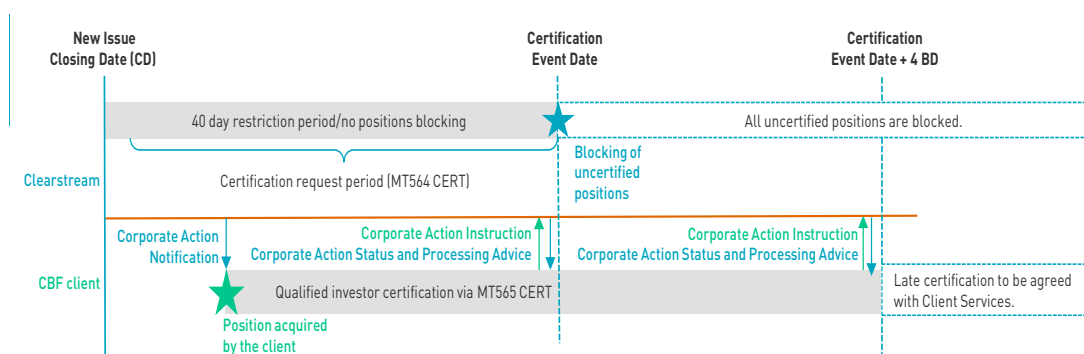 New Issue
Closing Date (CD)
Certification
Event Date
Certification
Event Date + 4 BD
40 day restriction period/no positions blocking
All uncertified positions are blocked.
Blocking of
uncertified
positions
Clearstream
Certification request period (MT564 CERT)
Corporate Action
Notification
Corporate Action Instruction
Corporate Action Status and Processing Advice
Corporate Action Instruction
Corporate Action Status and Processing Advice
CBF client
Qualified investor certification via MT565 CERT
Late certification to be agreed
with Client Services.
Position acquired
by the client